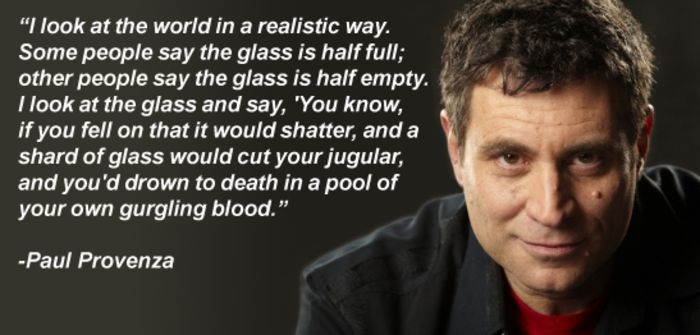 “I look at the world in a realistic way.
Some people say the glass is half full;
other people say the glass is half empty.
I look at the glass and say, 'You know,
if you fell on that it would shatter, and a
shard of glass would cut your jugular,
and you'd drown to death in a pool of
your own gurgling blood.”
-Paul Provenza